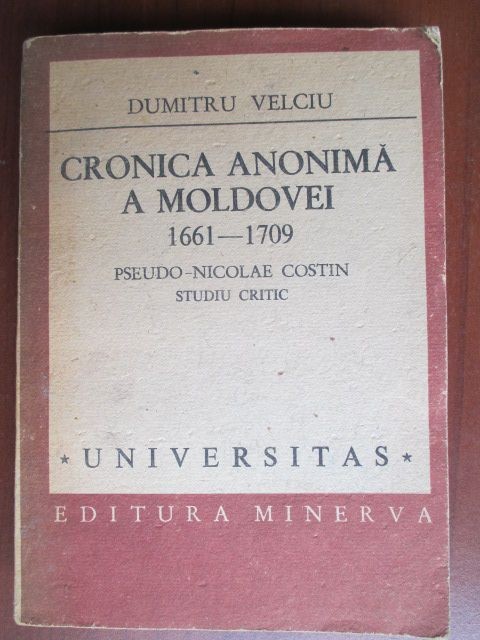 DUMITRU VELCIU
CRONICA ANONIMĂ
A MOLDOVEI
1661—1709
PSEUDO-NICOLAE COSTIN
STUDIU CRITIC
* UNIVERSITAS *
EDITURA MINERVA